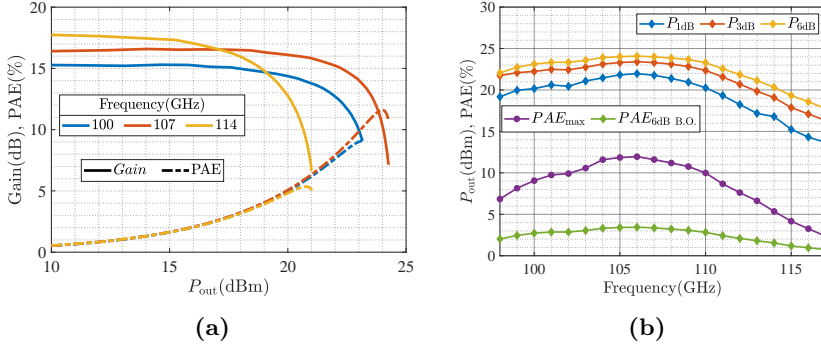 20
15
10
5
0
Gain(dB), PAE(%)
Frequency(GHz)
100 107 114
Gain PAE
10 15 20 25
P_out(dBm)
(a)
30
25
20
15
10
5
0
P_out(dBm), PAE(%)
P_1dB P_3dB P_6dB
PAE_max PAE_6dB B.O.
100 105 110 115
Frequency(GHz)
(b)